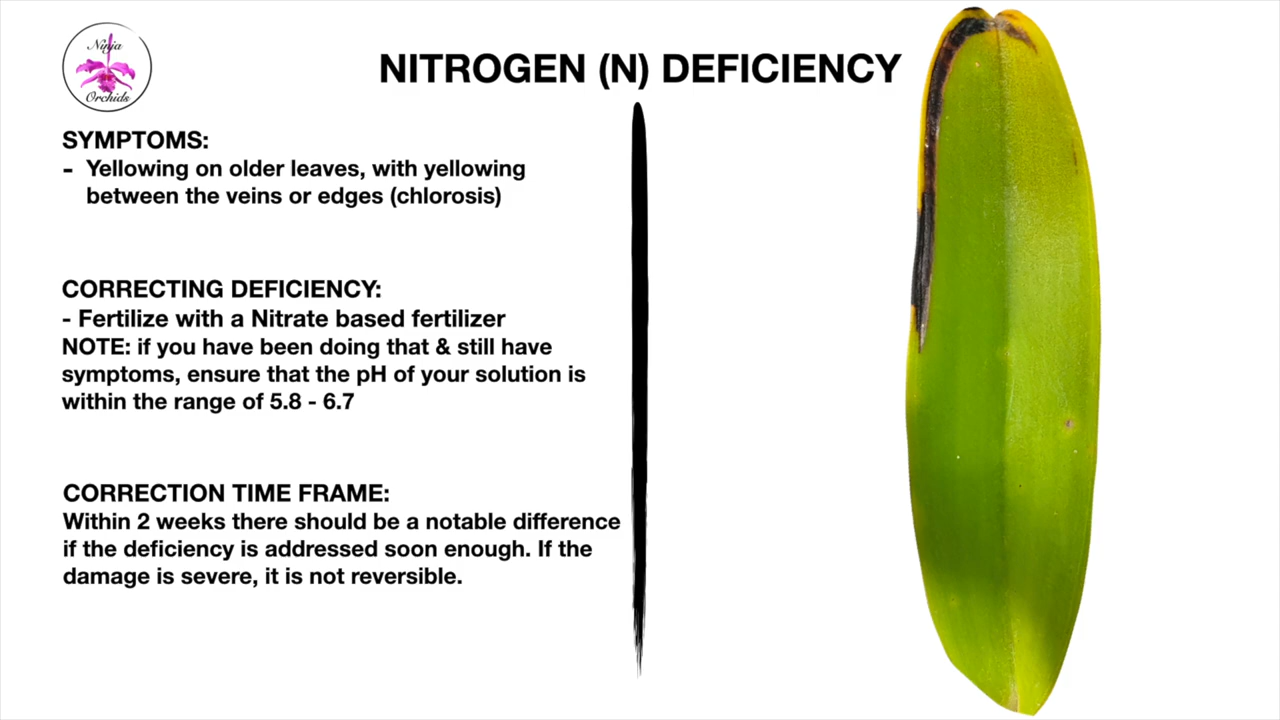 Ninja
Orchids
NITROGEN (N) DEFICIENCY
SYMPTOMS:
- Yellowing on older leaves, with yellowing
between the veins or edges (chlorosis)
CORRECTING DEFICIENCY:
- Fertilize with a Nitrate based fertilizer
NOTE: if you have been doing that & still have
symptoms, ensure that the pH of your solution is
within the range of 5.8 - 6.7
CORRECTION TIME FRAME:
Within 2 weeks there should be a notable difference
if the deficiency is addressed soon enough. If the
damage is severe, it is not reversible.